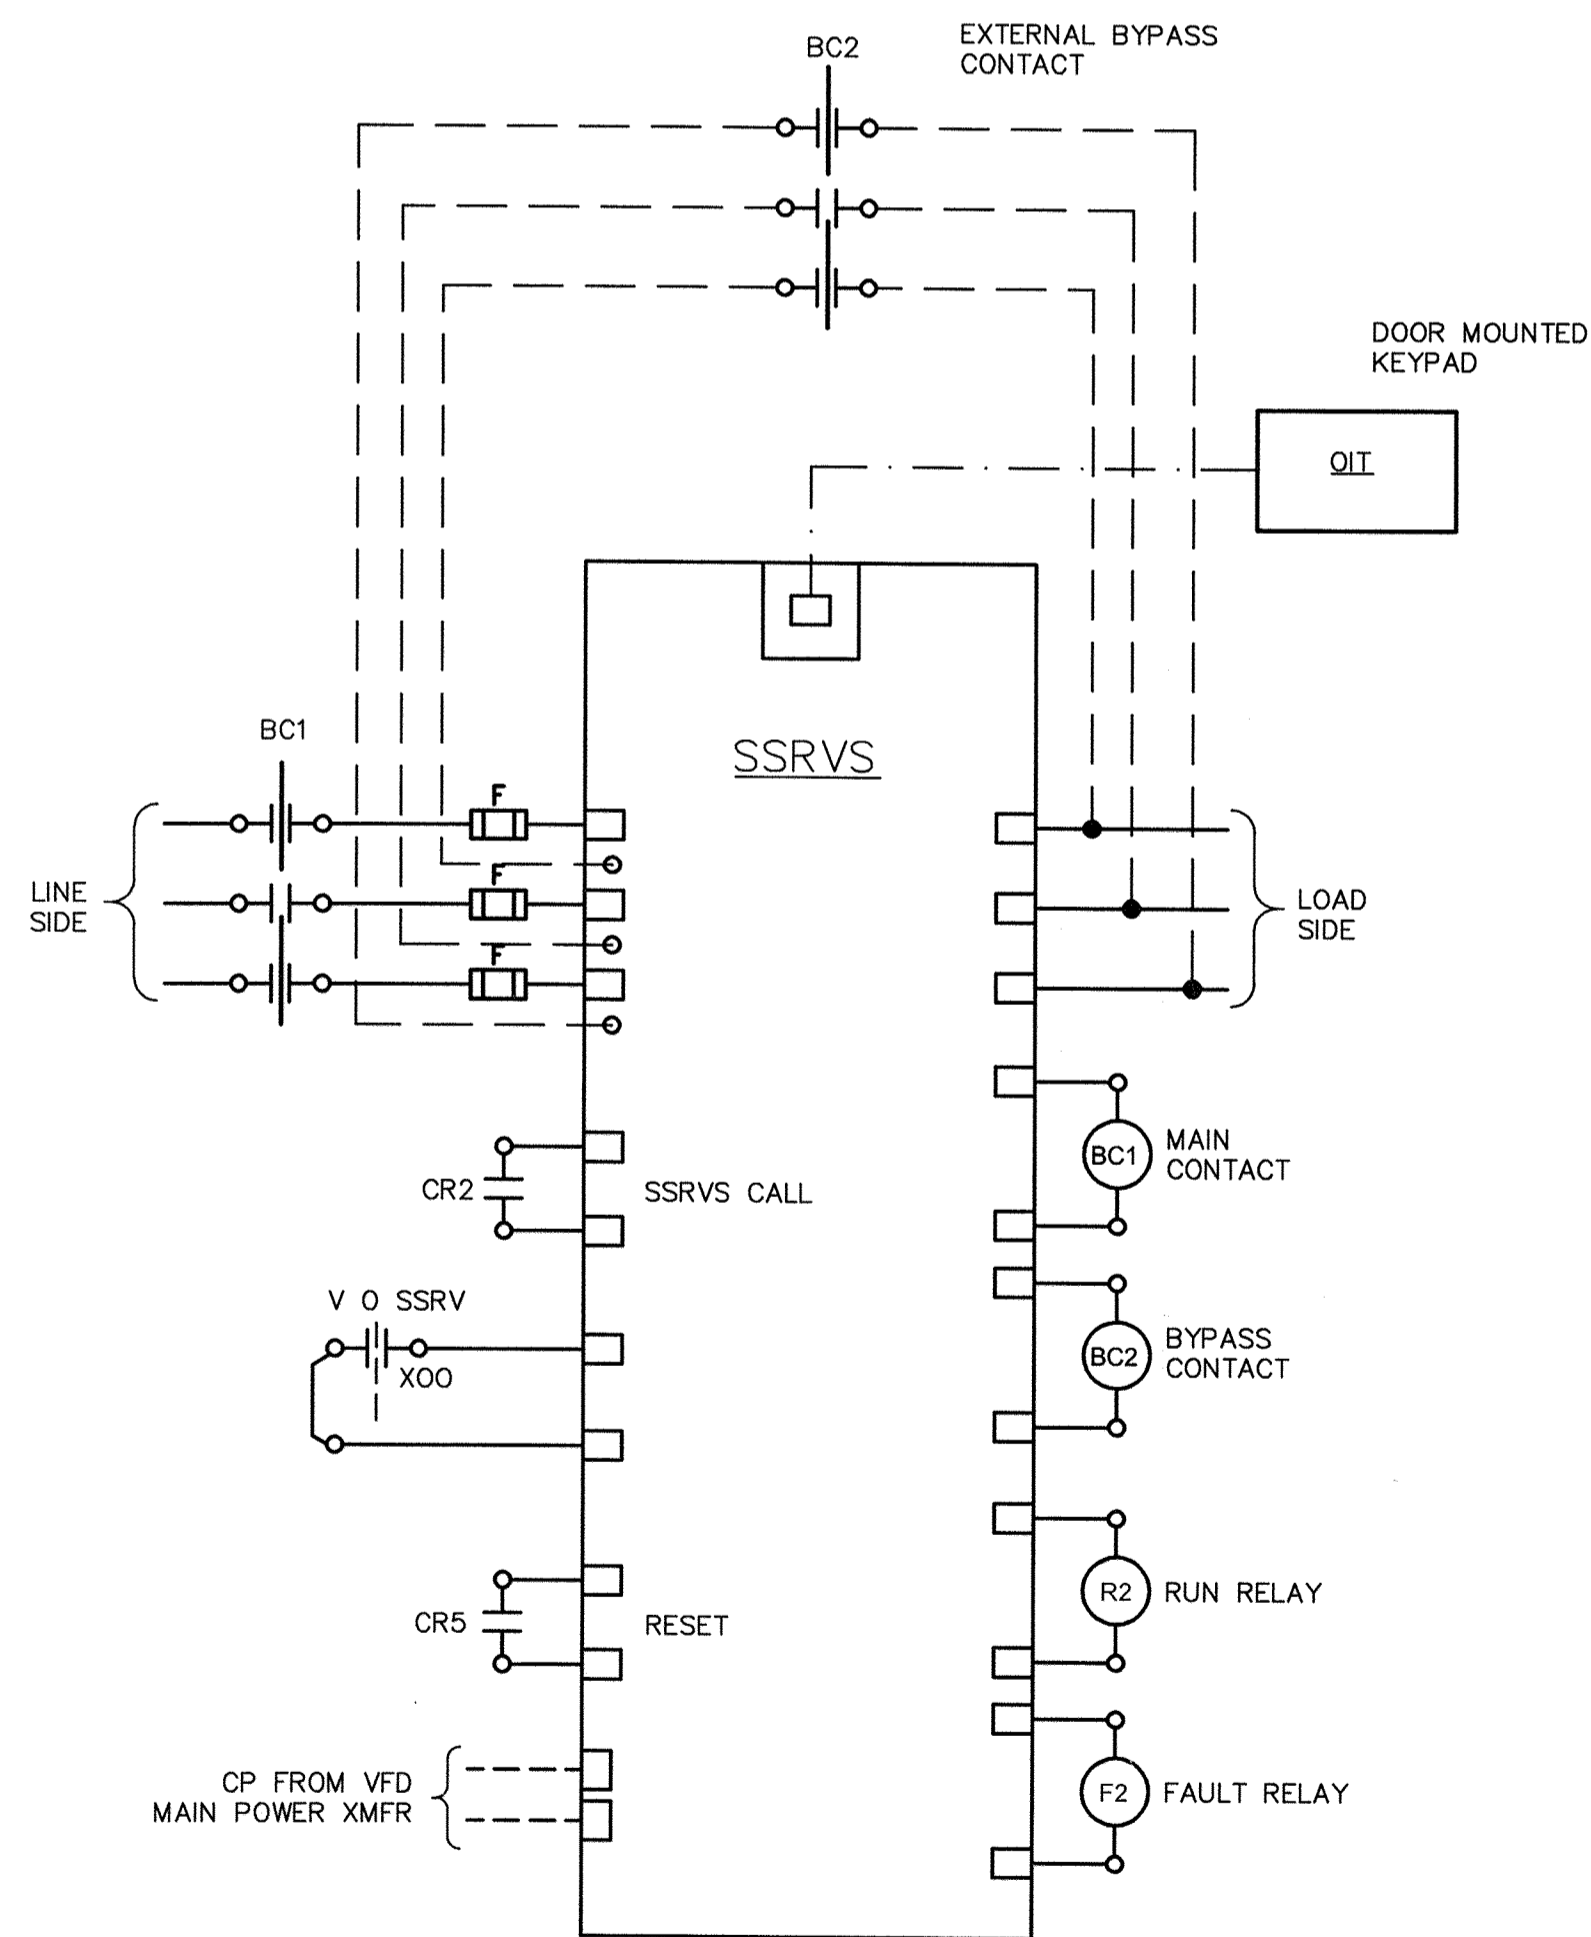 BC2
EXTERNAL BYPASS
CONTACT
DOOR MOUNTED
KEYPAD
OIT
BC1
SSRVS
F
F
F
LINE
SIDE
LOAD
SIDE
BC1
MAIN
CONTACT
CR2
SSRVS CALL
V O SSRV
XOO
BC2
BYPASS
CONTACT
R2
RUN RELAY
CR5
RESET
CP FROM VFD
MAIN POWER XMFR
F2
FAULT RELAY